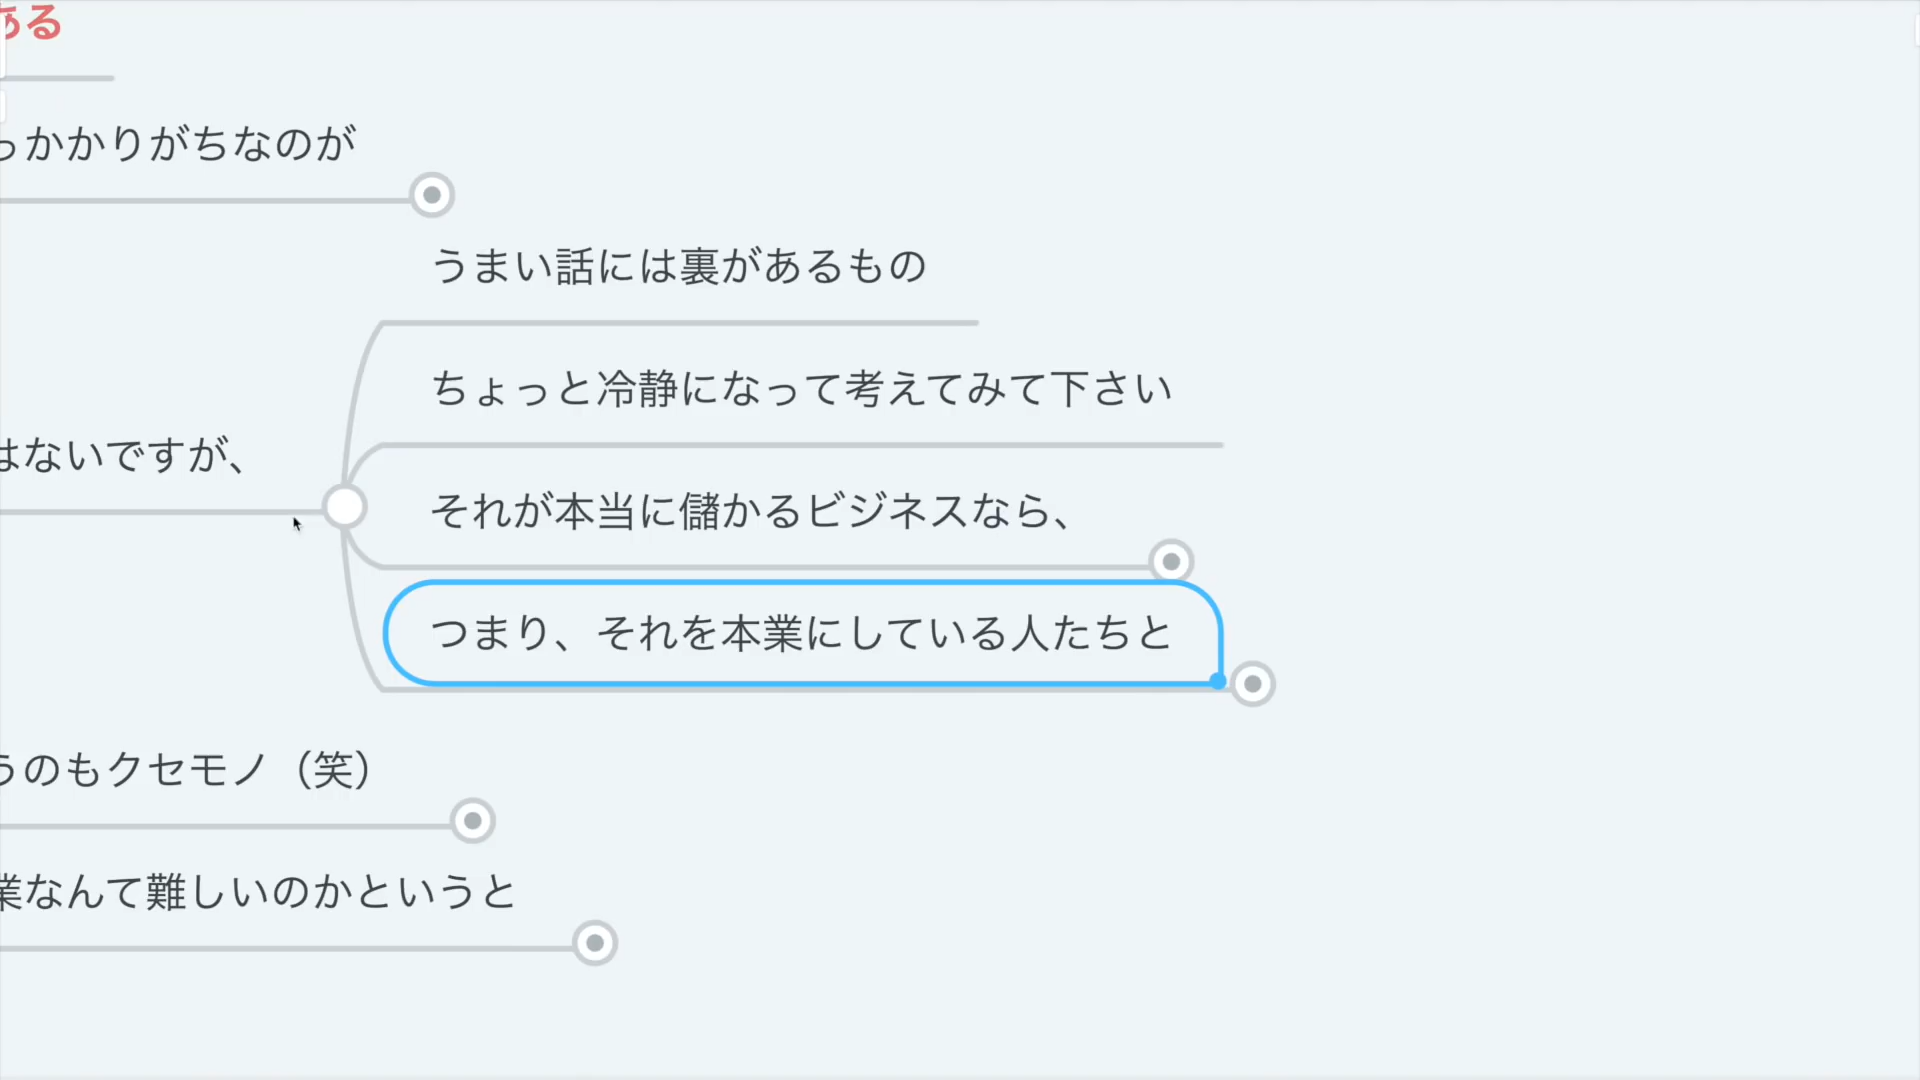 ある
っかかりがちなのが
うまい話には裏があるもの
ちょっと冷静になって考えてみて下さい
はないですが、
それが本当に儲かるビジネスなら、
つまり、それを本業にしている人たちと
うのもクセモノ（笑）
業なんて難しいのかというと